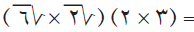 = (٣ × ٢) (√٢ × √٦)